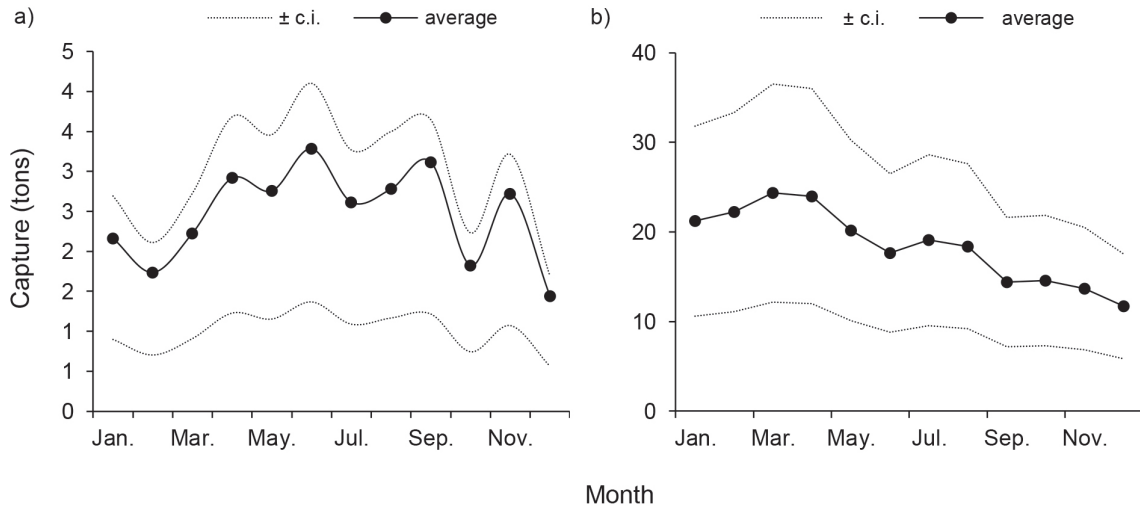 a) ± c.i. average
Capture (tons)
5
4
4
3
3
2
2
1
1
0
Jan. Mar. May. Jul. Sep. Nov.
b) ± c.i. average
40
30
20
10
0
Jan. Mar. May. Jul. Sep. Nov.
Month